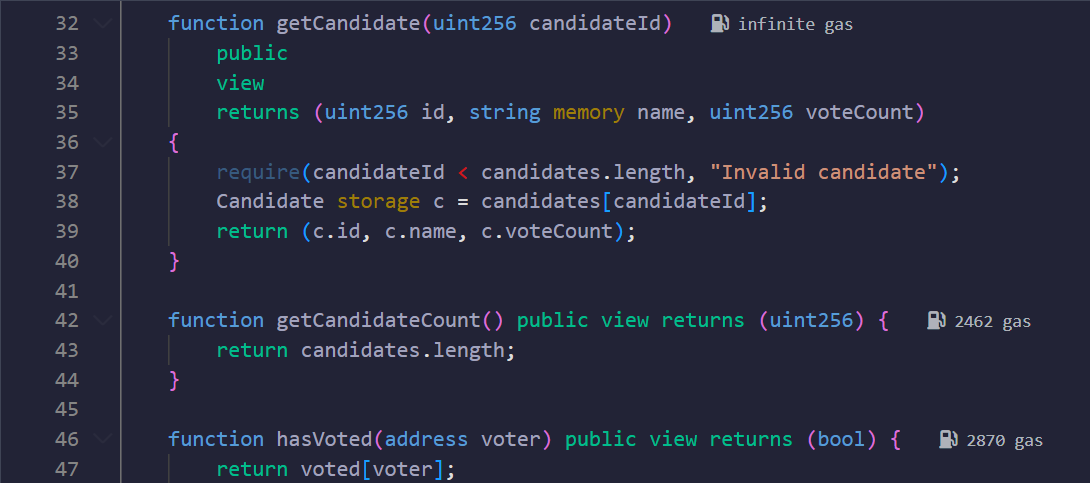 32 function getCandidate(uint256 candidateId) infinite gas
33 public
34 view
35 returns (uint256 id, string memory name, uint256 voteCount)
36 {
37 require(candidateId < candidates.length, "Invalid candidate");
38 Candidate storage c = candidates[candidateId];
39 return (c.id, c.name, c.voteCount);
40 }
41
42 function getCandidateCount() public view returns (uint256) { 2462 gas
43 return candidates.length;
44 }
45
46 function hasVoted(address voter) public view returns (bool) { 2870 gas
47 return voted[voter];